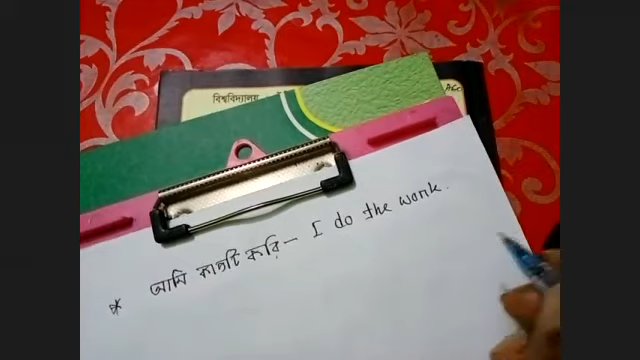 বিশ্ববিদ্যালয়
* আমি কাজটি করি – I do the work.